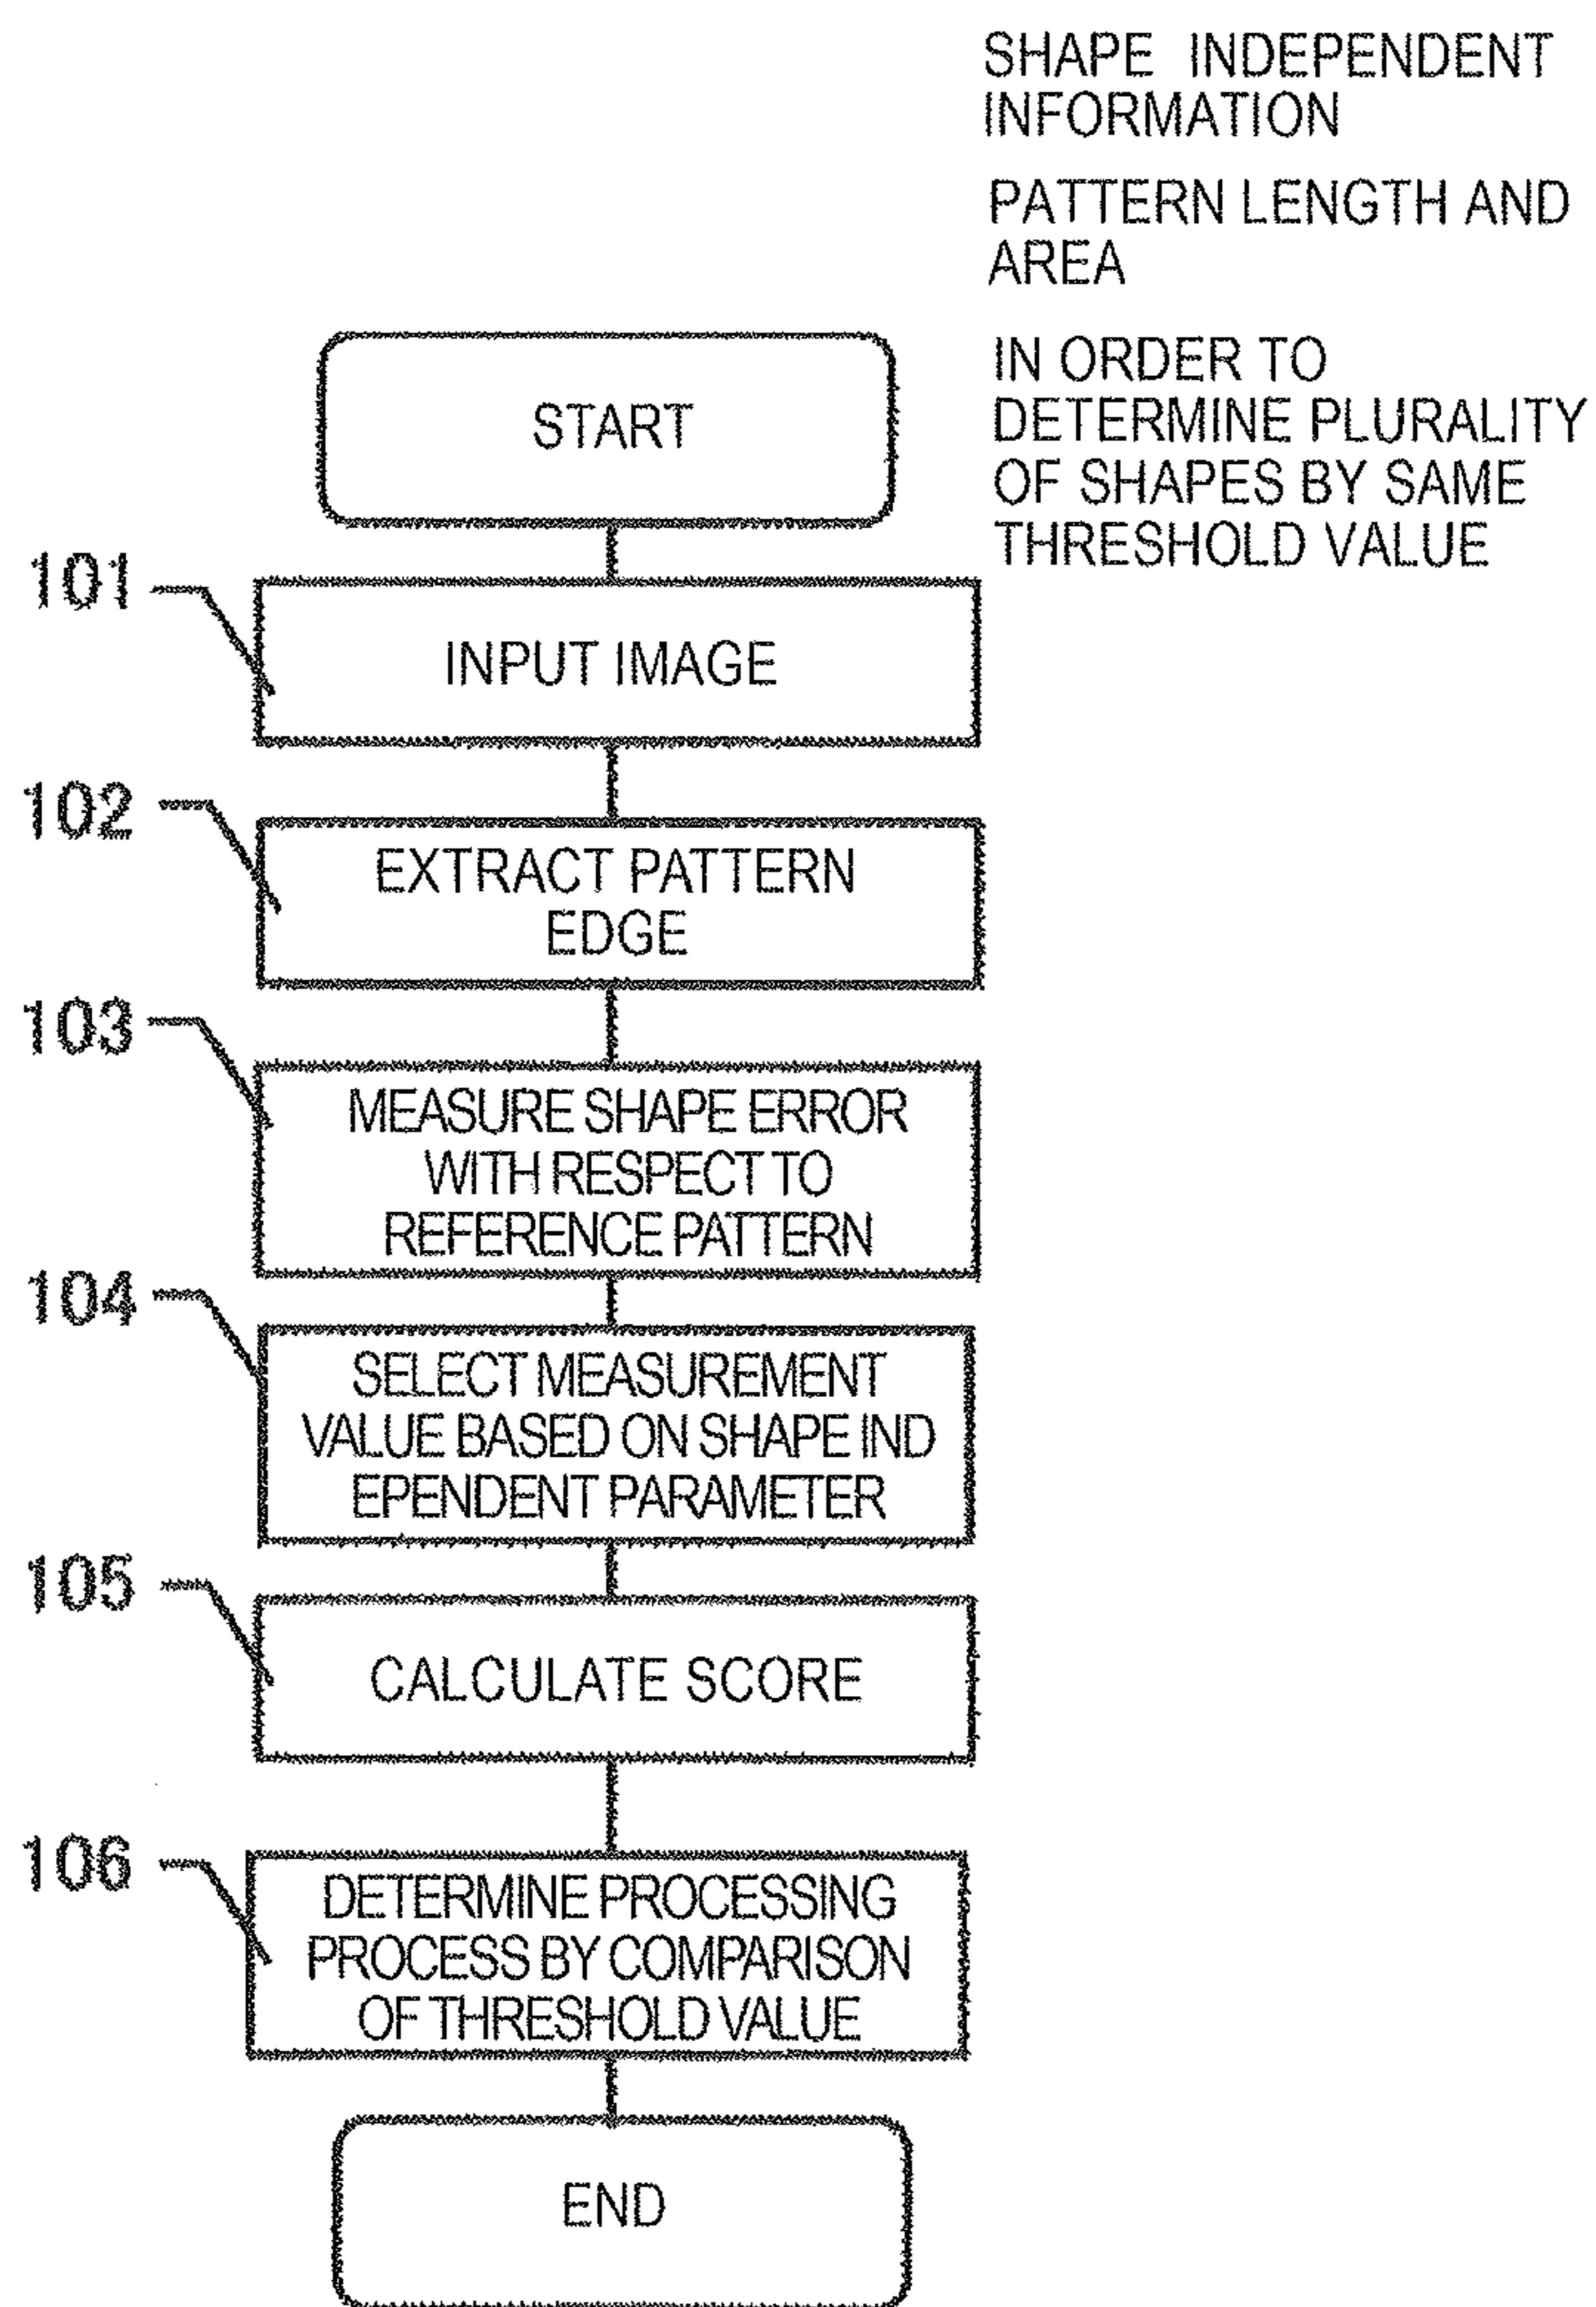 SHAPE INDEPENDENT
INFORMATION
PATTERN LENGTH AND
AREA
IN ORDER TO
DETERMINE PLURALITY
OF SHAPES BY SAME
THRESHOLD VALUE
START
101
INPUT IMAGE
102
EXTRACT PATTERN
EDGE
103
MEASURE SHAPE ERROR
WITH RESPECT TO
REFERENCE PATTERN
104
SELECT MEASUREMENT
VALUE BASED ON SHAPE IND
EPENDENT PARAMETER
105
CALCULATE SCORE
106
DETERMINE PROCESSING
PROCESS BY COMPARISON
OF THRESHOLD VALUE
END